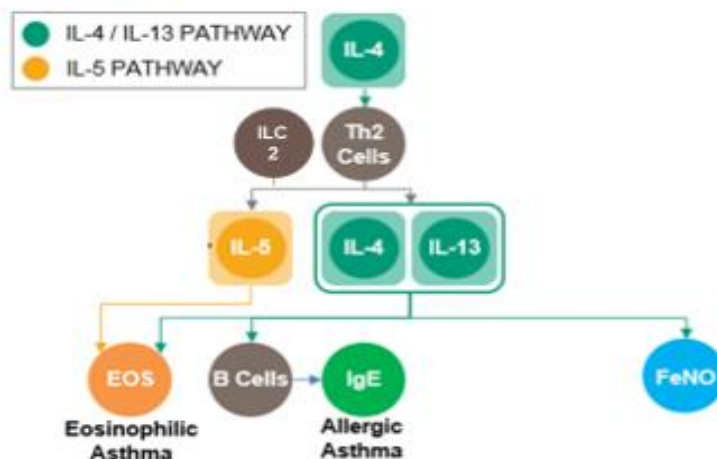 IL-4 / IL-13 PATHWAY
IL-5 PATHWAY
IL-4
ILC
2
Th2
Cells
IL-5
IL-4
IL-13
EOS
B Cells
IgE
FeNO
Eosinophilic
Asthma
Allergic
Asthma